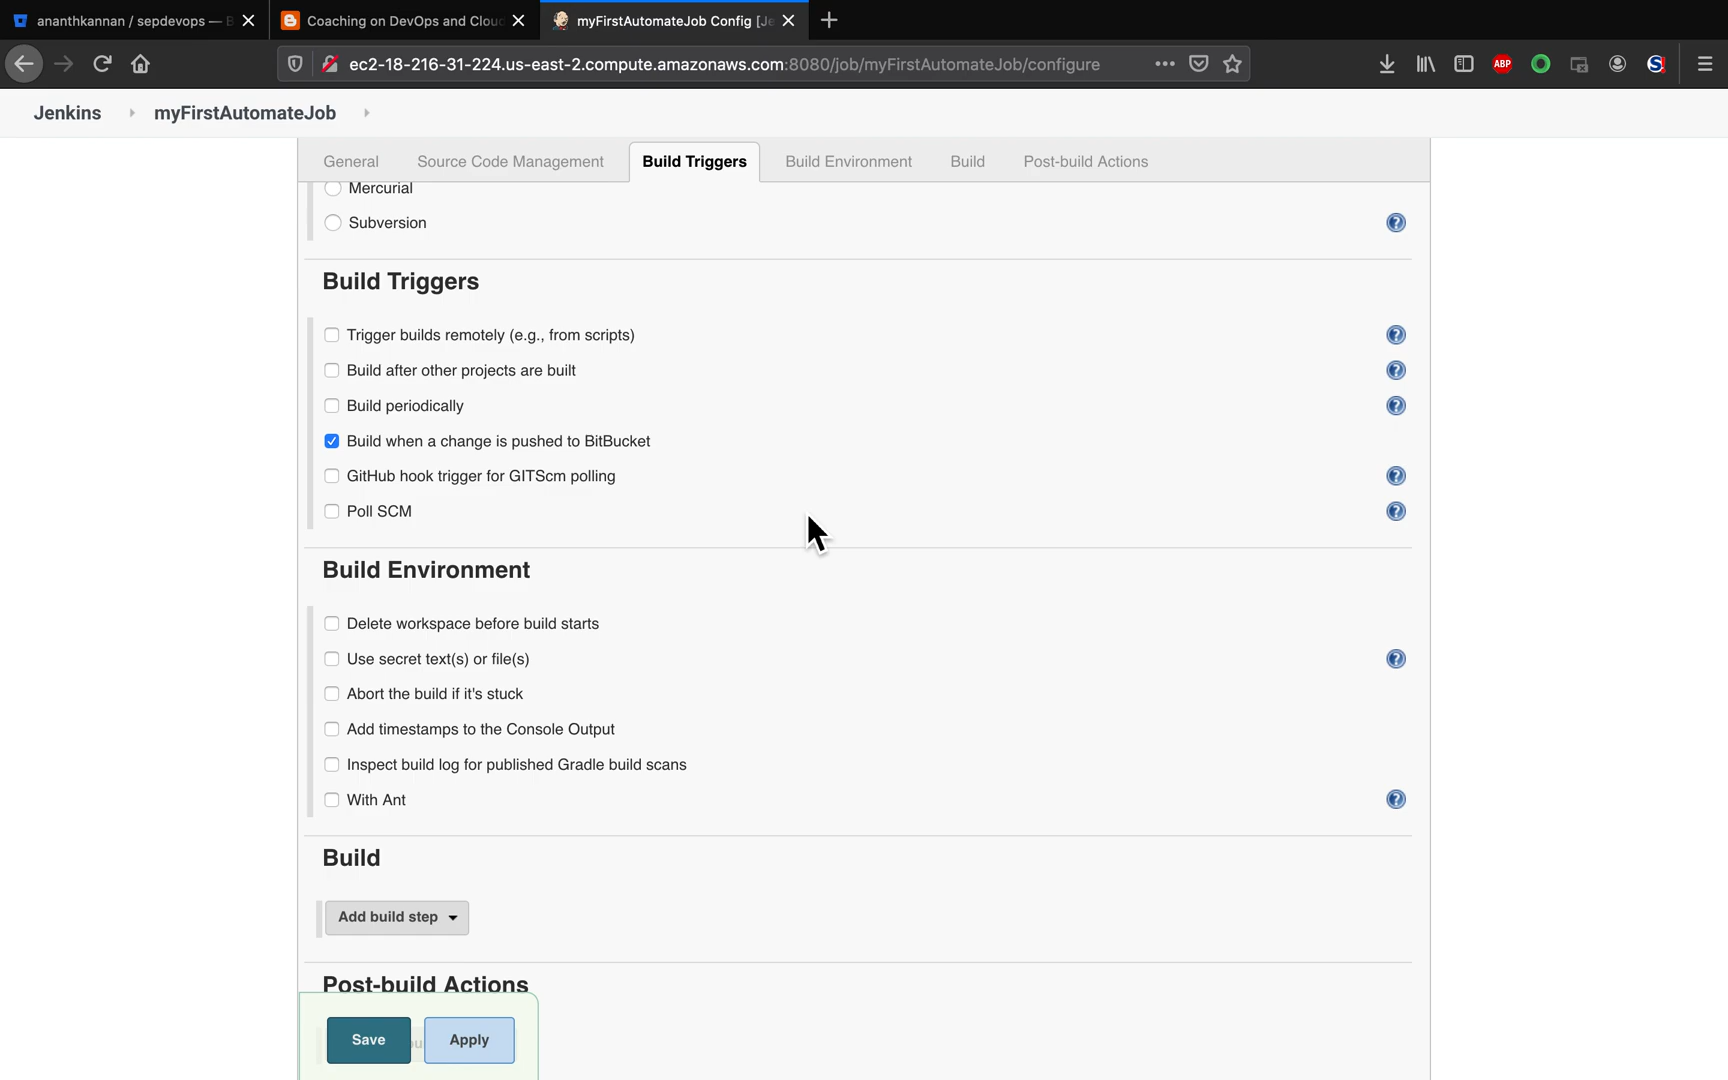 ananthkannan / sepdevops — B
Coaching on DevOps and Cloud
myFirstAutomateJob Config [Je
ec2-18-216-31-224.us-east-2.compute.amazonaws.com:8080/job/myFirstAutomateJob/configure
ABP
Jenkins
myFirstAutomateJob
General
Source Code Management
Build Triggers
Build Environment
Build
Post-build Actions
Mercurial
Subversion
Build Triggers
Trigger builds remotely (e.g., from scripts)
Build after other projects are built
Build periodically
Build when a change is pushed to BitBucket
GitHub hook trigger for GITScm polling
Poll SCM
Build Environment
Delete workspace before build starts
Use secret text(s) or file(s)
Abort the build if it's stuck
Add timestamps to the Console Output
Inspect build log for published Gradle build scans
With Ant
Build
Add build step
Post-build Actions
Save
Apply